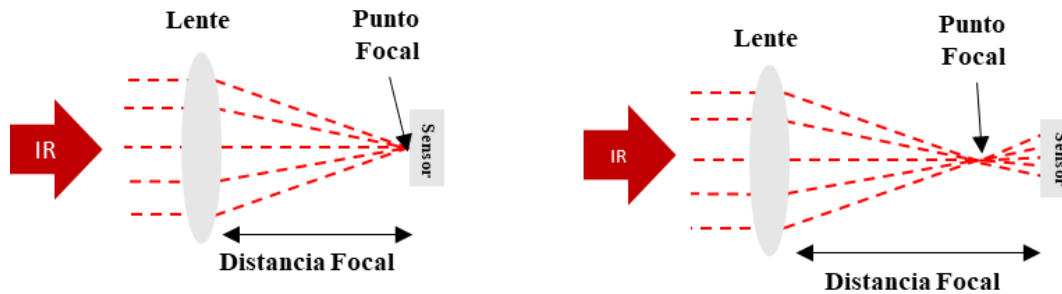 Lente
Punto
Focal
IR
Sensor
Distancia Focal
Lente
Punto
Focal
IR
Sensor
Distancia Focal